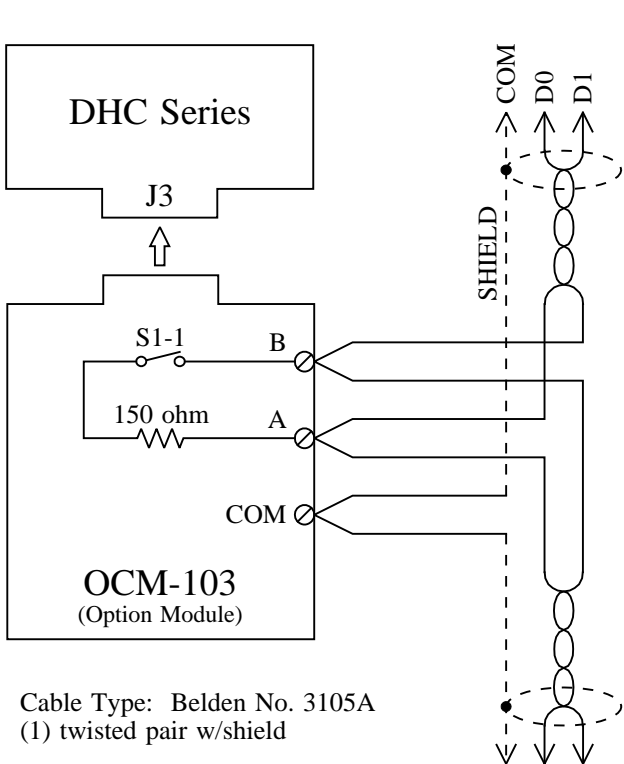 COM
D0
D1
DHC Series
J3
SHIELD
S1-1
B
150 ohm
A
COM
OCM-103
(Option Module)
Cable Type: Belden No. 3105A
(1) twisted pair w/shield